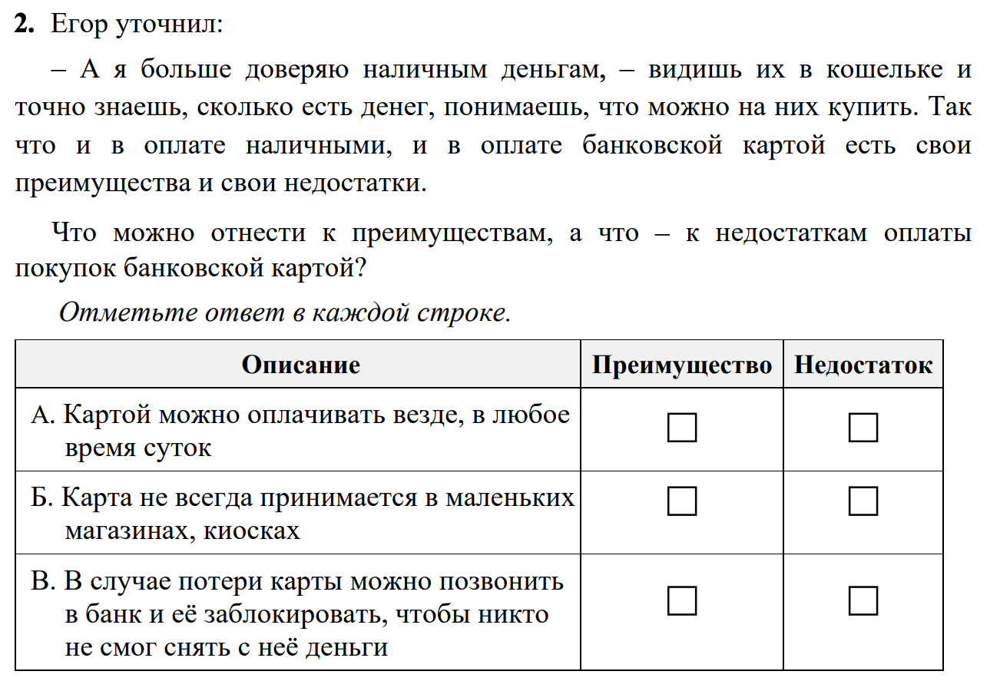 2. Егор уточнил:
– А я больше доверяю наличным деньгам, – видишь их в кошельке и
точно знаешь, сколько есть денег, понимаешь, что можно на них купить. Так
что и в оплате наличными, и в оплате банковской картой есть свои
преимущества и свои недостатки.
Что можно отнести к преимуществам, а что – к недостаткам оплаты
покупок банковской картой?
Отметьте ответ в каждой строке.
Описание Преимущество Недостаток
А. Картой можно оплачивать везде, в любое
время суток
Б. Карта не всегда принимается в маленьких
магазинах, киосках
В. В случае потери карты можно позвонить
в банк и её заблокировать, чтобы никто
не смог снять с неё деньги